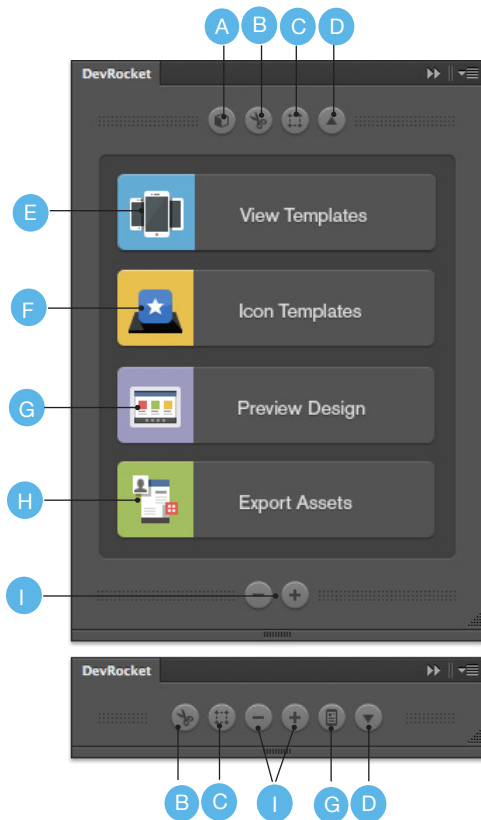 A B C D
DevRocket
E View Templates
F Icon Templates
G Preview Design
H Export Assets
I
DevRocket
B C I G D